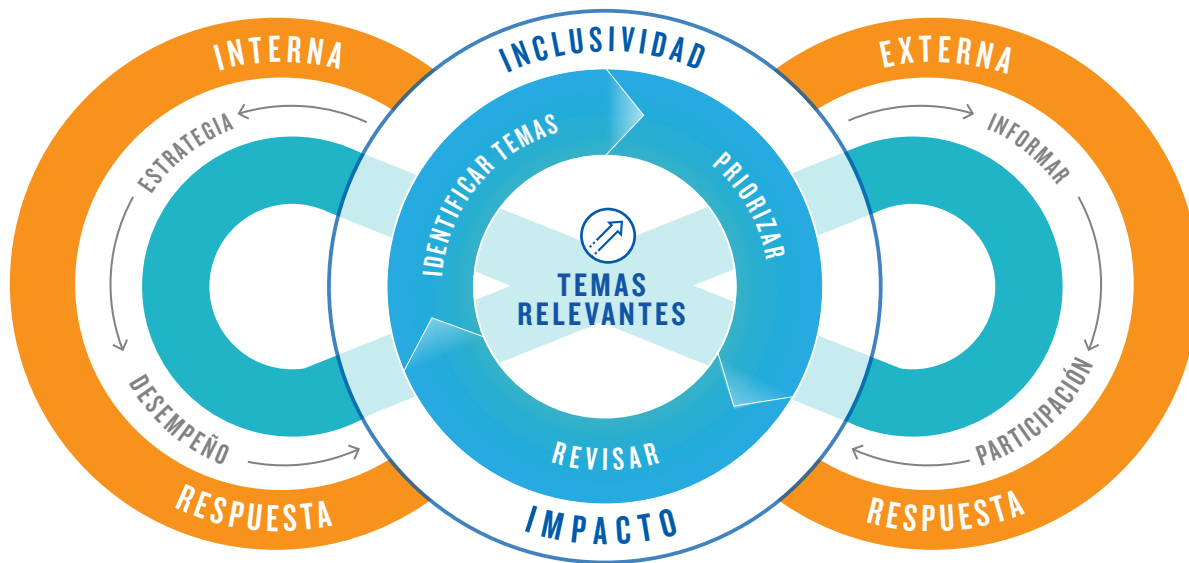 INTERNA
ESTRATEGIA
DESEMPEÑO
RESPUESTA
INCLUSIVIDAD
IDENTIFICAR TEMAS
PRIORIZAR
TEMAS
RELEVANTES
REVISAR
IMPACTO
EXTERNA
INFORMAR
PARTICIPACIÓN
RESPUESTA